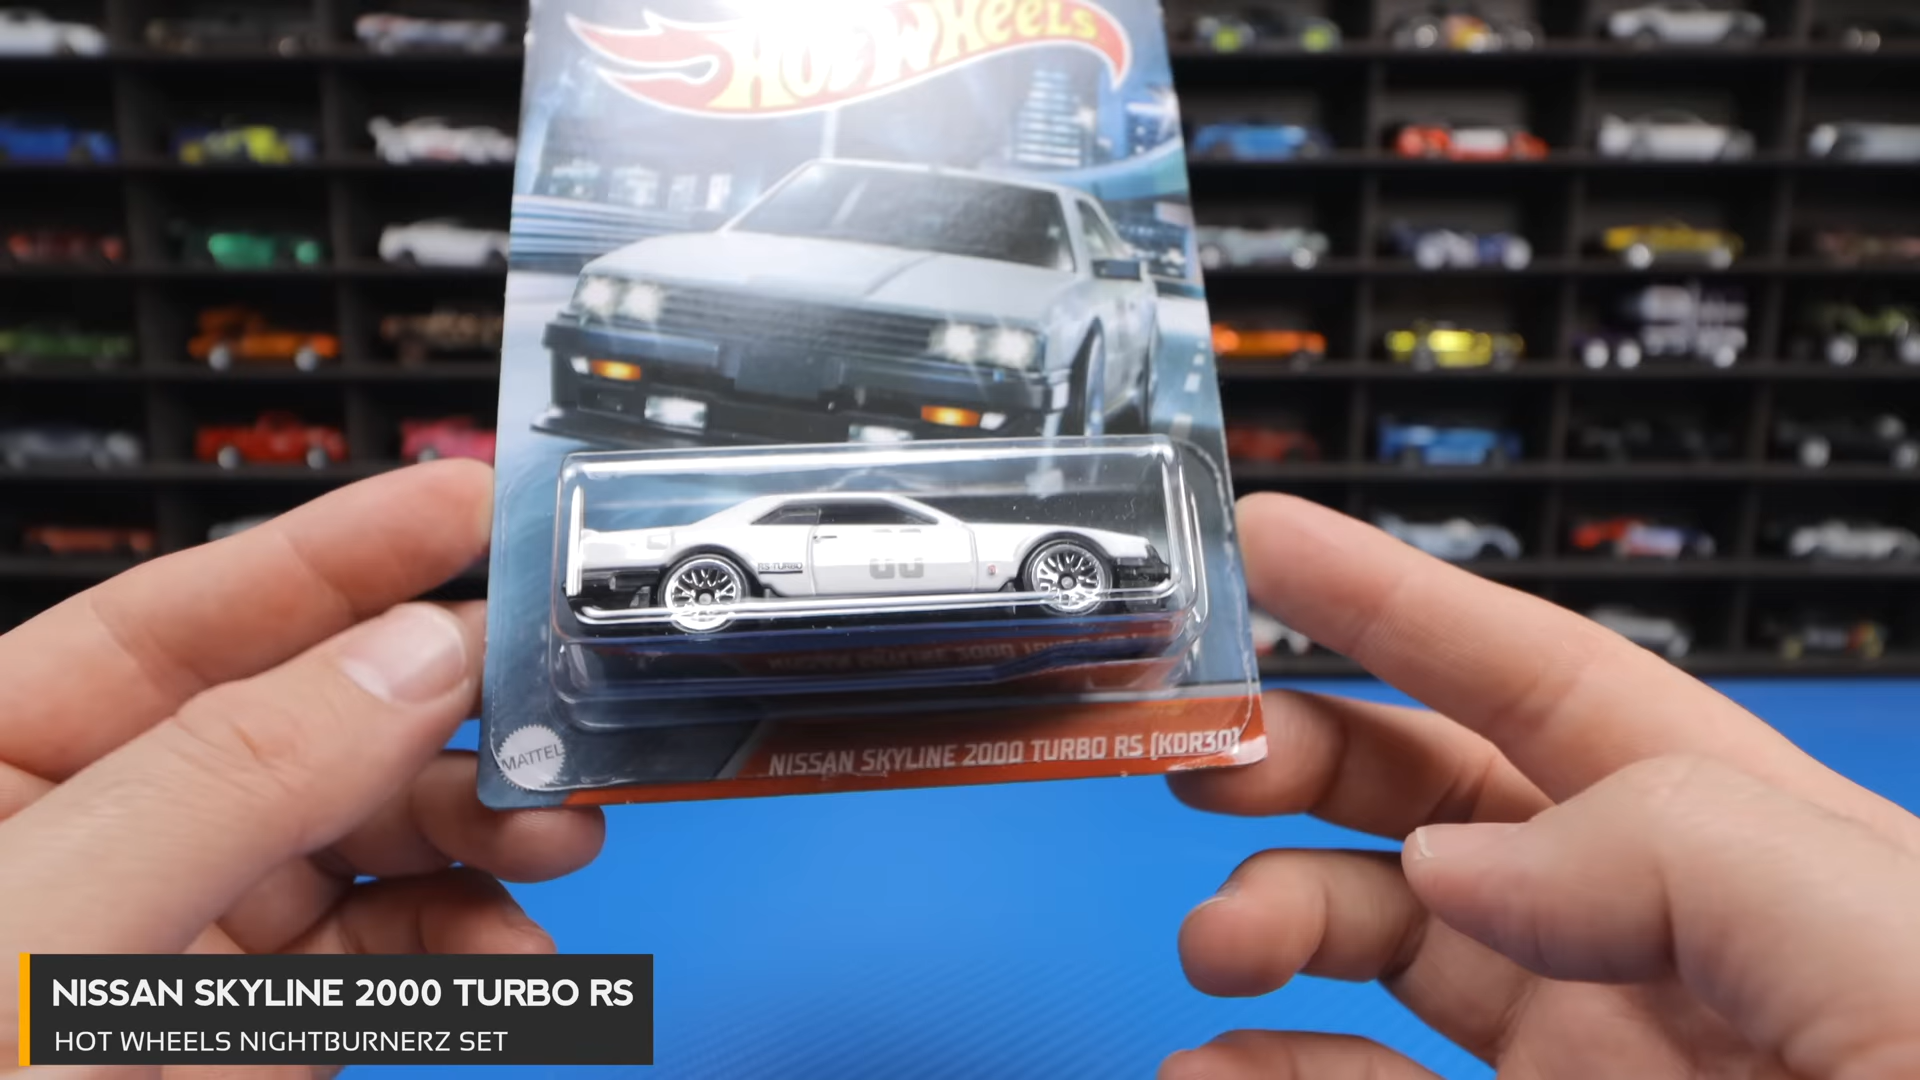 HOT WHEELS
RS-TURBO
MATTEL
NISSAN SKYLINE 2000 TURBO RS (KDR30)
NISSAN SKYLINE 2000 TURBO RS
HOT WHEELS NIGHTBURNERZ SET